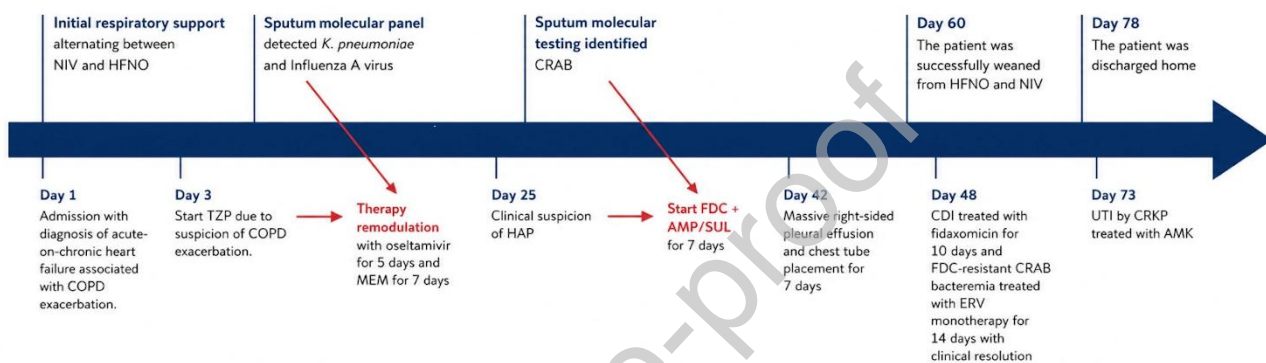 Initial respiratory support
alternating between
NIV and HFNO
Sputum molecular panel
detected K. pneumoniae
and Influenza A virus
Sputum molecular
testing identified
CRAB
Day 60
The patient was
successfully weaned
from HFNO and NIV
Day 78
The patient was
discharged home
Day 1
Admission with
diagnosis of acute-
on-chronic heart
failure associated
with COPD
exacerbation.
Day 3
Start TZP due to
suspicion of COPD
exacerbation.
Therapy
remodulation
with oseltamivir
for 5 days and
MEM for 7 days
Day 25
Clinical suspicion
of HAP
Start FDC +
AMP/SUL
for 7 days
Day 42
Massive right-sided
pleural effusion
and chest tube
placement for
7 days
Day 48
CDI treated with
fidaxomicin for
10 days and
FDC-resistant CRAB
bacteremia treated
with ERV
monotherapy for
14 days with
clinical resolution
Day 73
UTI by CRKP
treated with AMK
-proof